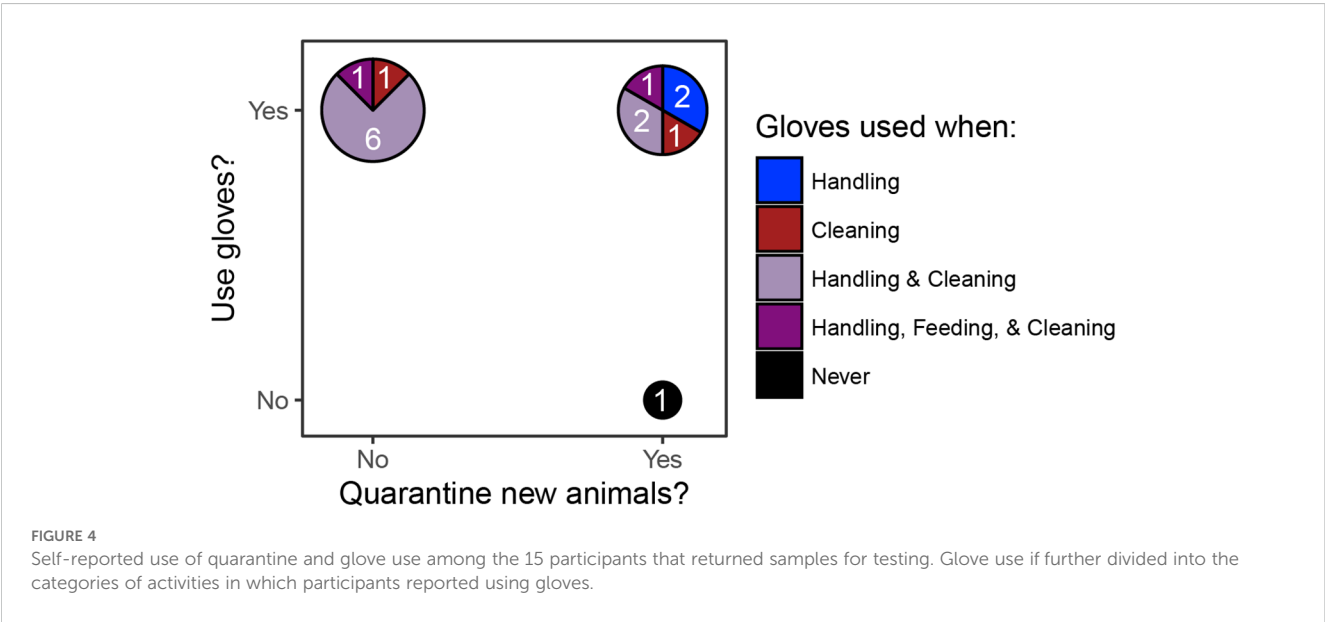 Yes
No
Use gloves?
1 1
6
1 2
2 1
1
No Yes
Quarantine new animals?
Gloves used when:
Handling
Cleaning
Handling & Cleaning
Handling, Feeding, & Cleaning
Never
FIGURE 4
Self-reported use of quarantine and glove use among the 15 participants that returned samples for testing. Glove use if further divided into the
categories of activities in which participants reported using gloves.